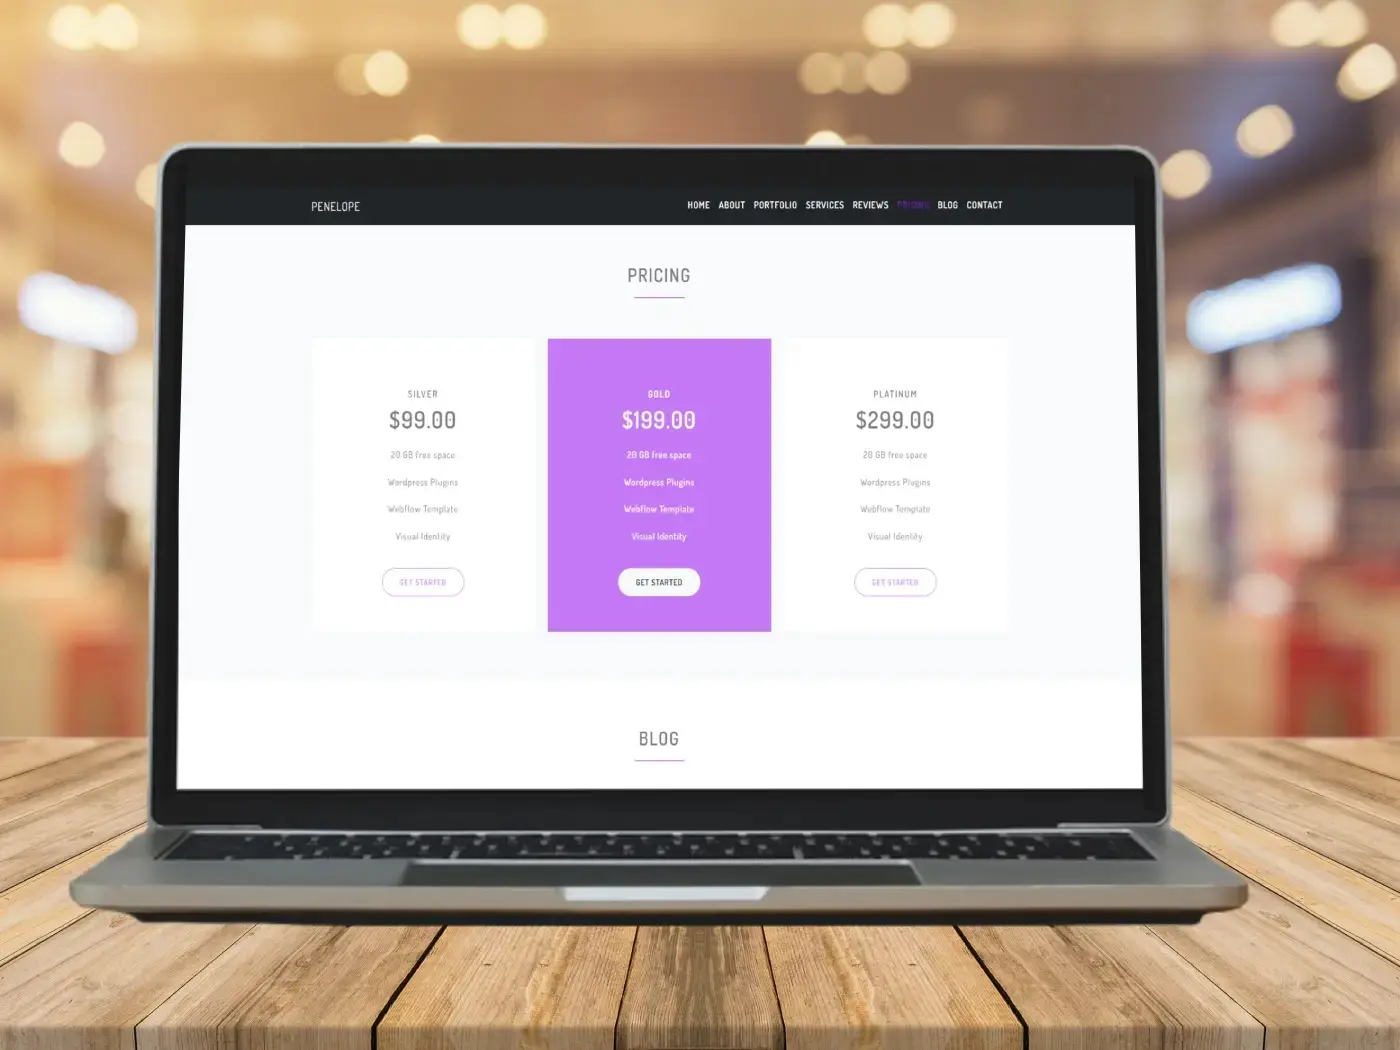 PENELOPE
HOME ABOUT PORTFOLIO SERVICES REVIEWS PRICING BLOG CONTACT
PRICING
SILVER
$99.00
20 GB free space
Wordpress Plugins
Webflow Template
Visual Identity
GET STARTED
GOLD
$199.00
20 GB free space
Wordpress Plugins
Webflow Template
Visual Identity
GET STARTED
PLATINUM
$299.00
20 GB free space
Wordpress Plugins
Webflow Template
Visual Identity
GET STARTED
BLOG